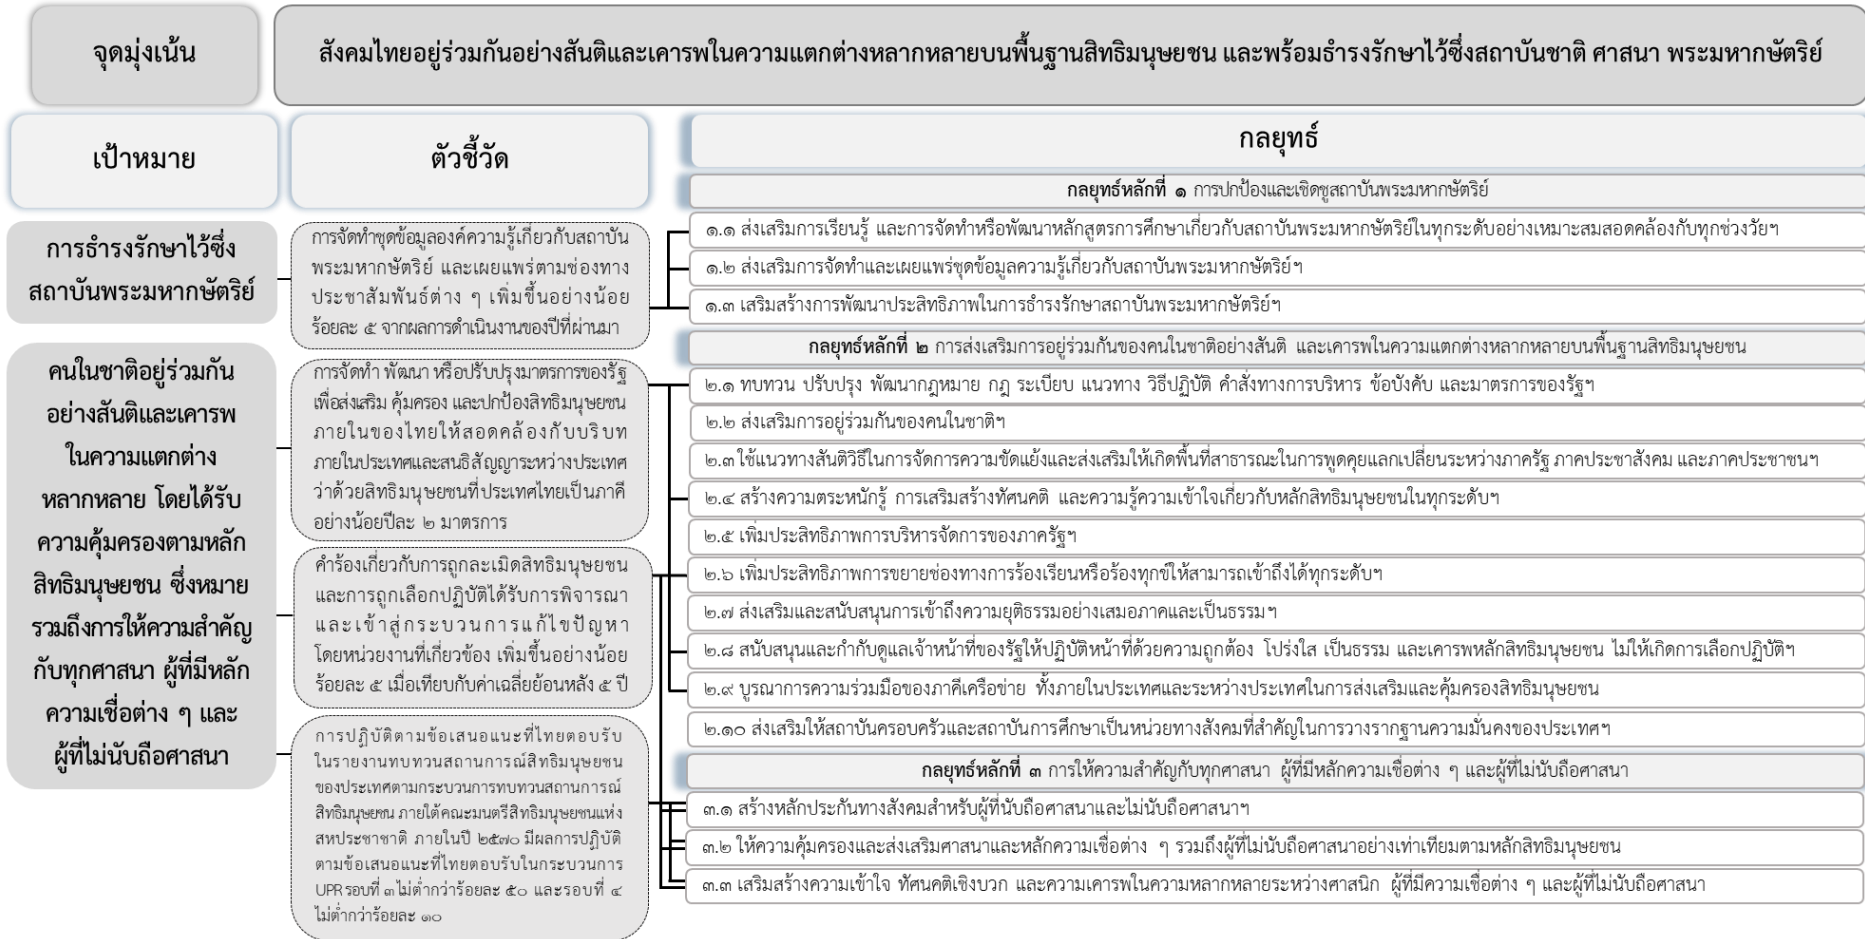 จุดมุ่งเน้น
สังคมไทยอยู่ร่วมกันอย่างสันติและเคารพในความแตกต่างหลากหลายบนพื้นฐานสิทธิมนุษยชน และพร้อมธำรงรักษาไว้ซึ่งสถาบันชาติ ศาสนา พระมหากษัตริย์
เป้าหมาย
ตัวชี้วัด
กลยุทธ์
การธำรงรักษาไว้ซึ่ง
สถาบันพระมหากษัตริย์
คนในชาติอยู่ร่วมกัน
อย่างสันติและเคารพ
ในความแตกต่าง
หลากหลาย โดยได้รับ
ความคุ้มครองตามหลัก
สิทธิมนุษยชน ซึ่งหมาย
รวมถึงการให้ความสำคัญ
กับทุกศาสนา ผู้ที่มีหลัก
ความเชื่อต่าง ๆ และ
ผู้ที่ไม่นับถือศาสนา
การจัดทำชุดข้อมูลองค์ความรู้เกี่ยวกับสถาบัน
พระมหากษัตริย์ และเผยแพร่ตามช่องทาง
ประชาสัมพันธ์ต่าง ๆ เพิ่มขึ้นอย่างน้อย
ร้อยละ ๕ จากผลการดำเนินงานของปีที่ผ่านมา
การจัดทำ พัฒนา หรือปรับปรุงมาตรการของรัฐ
เพื่อส่งเสริม คุ้มครอง และปกป้องสิทธิมนุษยชน
ภายในของไทยให้สอดคล้องกับบริบท
ภายในประเทศและสนธิสัญญาระหว่างประเทศ
ว่าด้วยสิทธิมนุษยชนที่ประเทศไทยเป็นภาคี
อย่างน้อยปีละ ๒ มาตรการ
คำร้องเกี่ยวกับการถูกละเมิดสิทธิมนุษยชน
และการถูกเลือกปฏิบัติได้รับการพิจารณา
และเข้าสู่กระบวนการแก้ไขปัญหา
โดยหน่วยงานที่เกี่ยวข้อง เพิ่มขึ้นอย่างน้อย
ร้อยละ ๕ เมื่อเทียบกับค่าเฉลี่ยย้อนหลัง ๕ ปี
การปฏิบัติตามข้อเสนอแนะที่ไทยตอบรับ
ในรายงานทบทวนสถานการณ์สิทธิมนุษยชน
ของประเทศตามกระบวนการทบทวนสถานการณ์
สิทธิมนุษยชน ภายใต้คณะมนตรีสิทธิมนุษยชนแห่ง
สหประชาชาติ ภายในปี ๒๕๗๐ มีผลการปฏิบัติ
ตามข้อเสนอแนะที่ไทยตอบรับในกระบวนการ
UPR รอบที่ ๓ ไม่ต่ำกว่าร้อยละ ๕๐ และรอบที่ ๔
ไม่ต่ำกว่าร้อยละ ๑๐
กลยุทธ์หลักที่ ๑ การปกป้องและเชิดชูสถาบันพระมหากษัตริย์
๑.๑ ส่งเสริมการเรียนรู้ และการจัดทำหรือพัฒนาหลักสูตรการศึกษาเกี่ยวกับสถาบันพระมหากษัตริย์ในทุกระดับอย่างเหมาะสมสอดคล้องกับทุกช่วงวัยฯ
๑.๒ ส่งเสริมการจัดทำและเผยแพร่ชุดข้อมูลความรู้เกี่ยวกับสถาบันพระมหากษัตริย์ฯ
๑.๓ เสริมสร้างการพัฒนาประสิทธิภาพในการธำรงรักษาสถาบันพระมหากษัตริย์ฯ
กลยุทธ์หลักที่ ๒ การส่งเสริมการอยู่ร่วมกันของคนในชาติอย่างสันติ และเคารพในความแตกต่างหลากหลายบนพื้นฐานสิทธิมนุษยชน
๒.๑ ทบทวน ปรับปรุง พัฒนากฎหมาย กฎ ระเบียบ แนวทาง วิธีปฏิบัติ คำสั่งทางการบริหาร ข้อบังคับ และมาตรการของรัฐฯ
๒.๒ ส่งเสริมการอยู่ร่วมกันของคนในชาติฯ
๒.๓ ใช้แนวทางสันติวิธีในการจัดการความขัดแย้งและส่งเสริมให้เกิดพื้นที่สาธารณะในการพูดคุยแลกเปลี่ยนระหว่างภาครัฐ ภาคประชาสังคม และภาคประชาชนฯ
๒.๔ สร้างความตระหนักรู้ การเสริมสร้างทัศนคติ และความรู้ความเข้าใจเกี่ยวกับหลักสิทธิมนุษยชนในทุกระดับฯ
๒.๕ เพิ่มประสิทธิภาพการบริหารจัดการของภาครัฐฯ
๒.๖ เพิ่มประสิทธิภาพการขยายช่องทางการร้องเรียนหรือร้องทุกข์ให้สามารถเข้าถึงได้ทุกระดับฯ
๒.๗ ส่งเสริมและสนับสนุนการเข้าถึงความยุติธรรมอย่างเสมอภาคและเป็นธรรมฯ
๒.๘ สนับสนุนและกำกับดูแลเจ้าหน้าที่ของรัฐให้ปฏิบัติหน้าที่ด้วยความถูกต้อง โปร่งใส เป็นธรรม และเคารพหลักสิทธิมนุษยชน ไม่ให้เกิดการเลือกปฏิบัติฯ
๒.๙ บูรณาการความร่วมมือของภาคีเครือข่าย ทั้งภายในประเทศและระหว่างประเทศในการส่งเสริมและคุ้มครองสิทธิมนุษยชน
๒.๑๐ ส่งเสริมให้สถาบันครอบครัวและสถาบันการศึกษาเป็นหน่วยทางสังคมที่สำคัญในการวางรากฐานความมั่นคงของประเทศฯ
กลยุทธ์หลักที่ ๓ การให้ความสำคัญกับทุกศาสนา ผู้ที่มีหลักความเชื่อต่าง ๆ และผู้ที่ไม่นับถือศาสนา
๓.๑ สร้างหลักประกันทางสังคมสำหรับผู้ที่นับถือศาสนาและไม่นับถือศาสนาฯ
๓.๒ ให้ความคุ้มครองและส่งเสริมศาสนาและหลักความเชื่อต่าง ๆ รวมถึงผู้ที่ไม่นับถือศาสนาอย่างเท่าเทียมตามหลักสิทธิมนุษยชน
๓.๓ เสริมสร้างความเข้าใจ ทัศนคติเชิงบวก และความเคารพในความหลากหลายระหว่างศาสนิก ผู้ที่มีความเชื่อต่าง ๆ และผู้ที่ไม่นับถือศาสนา